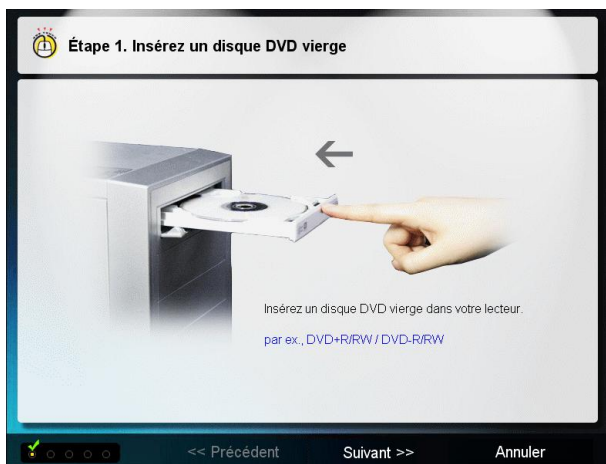 Étape 1. Insérez un disque DVD vierge
Insérez un disque DVD vierge dans votre lecteur.
par ex., DVD+R/RW / DVD-R/RW
<< Précédent Suivant >> Annuler